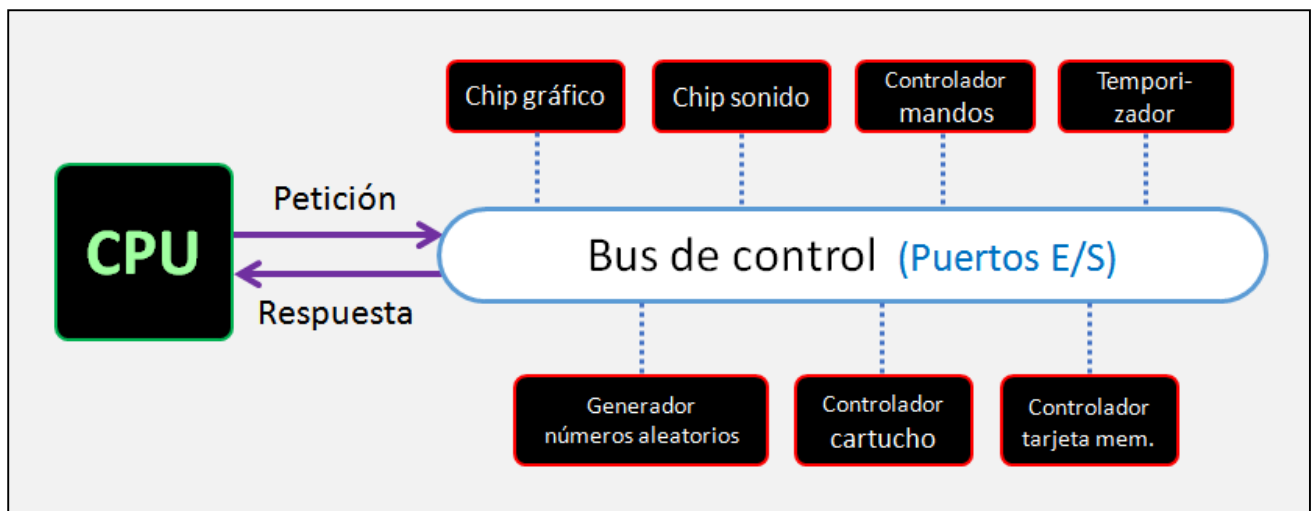 Chip gráfico
Chip sonido
Controlador
mandos
Tempori-
zador
CPU
Petición
Respuesta
Bus de control (Puertos E/S)
Generador
números aleatorios
Controlador
cartucho
Controlador
tarjeta mem.